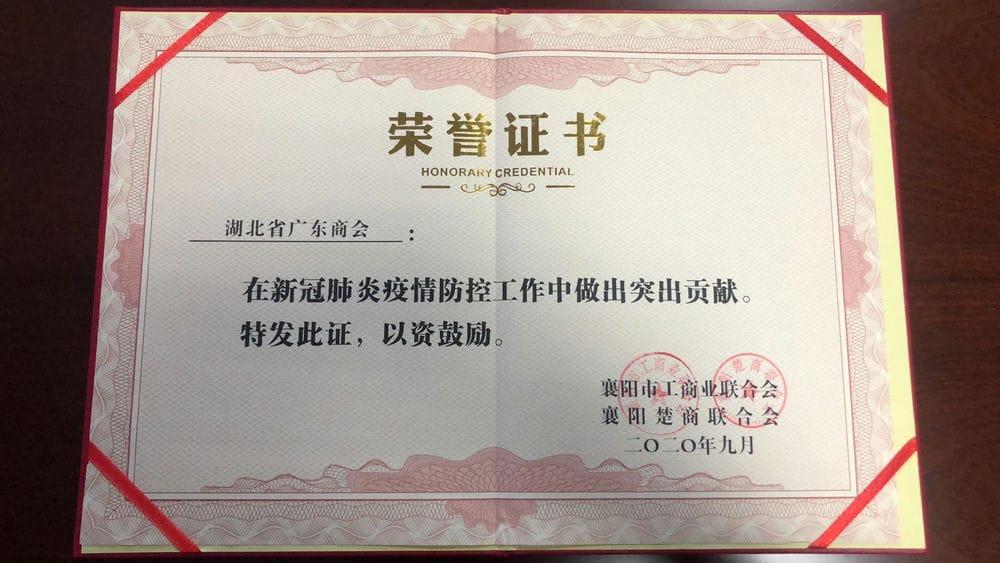 荣誉证书
HONORARY CREDENTIAL
湖北省广东商会：
在新冠肺炎疫情防控工作中做出突出贡献。
特发此证，以资鼓励。
襄阳市工商业联合会
襄阳楚商联合会
二〇二〇年九月